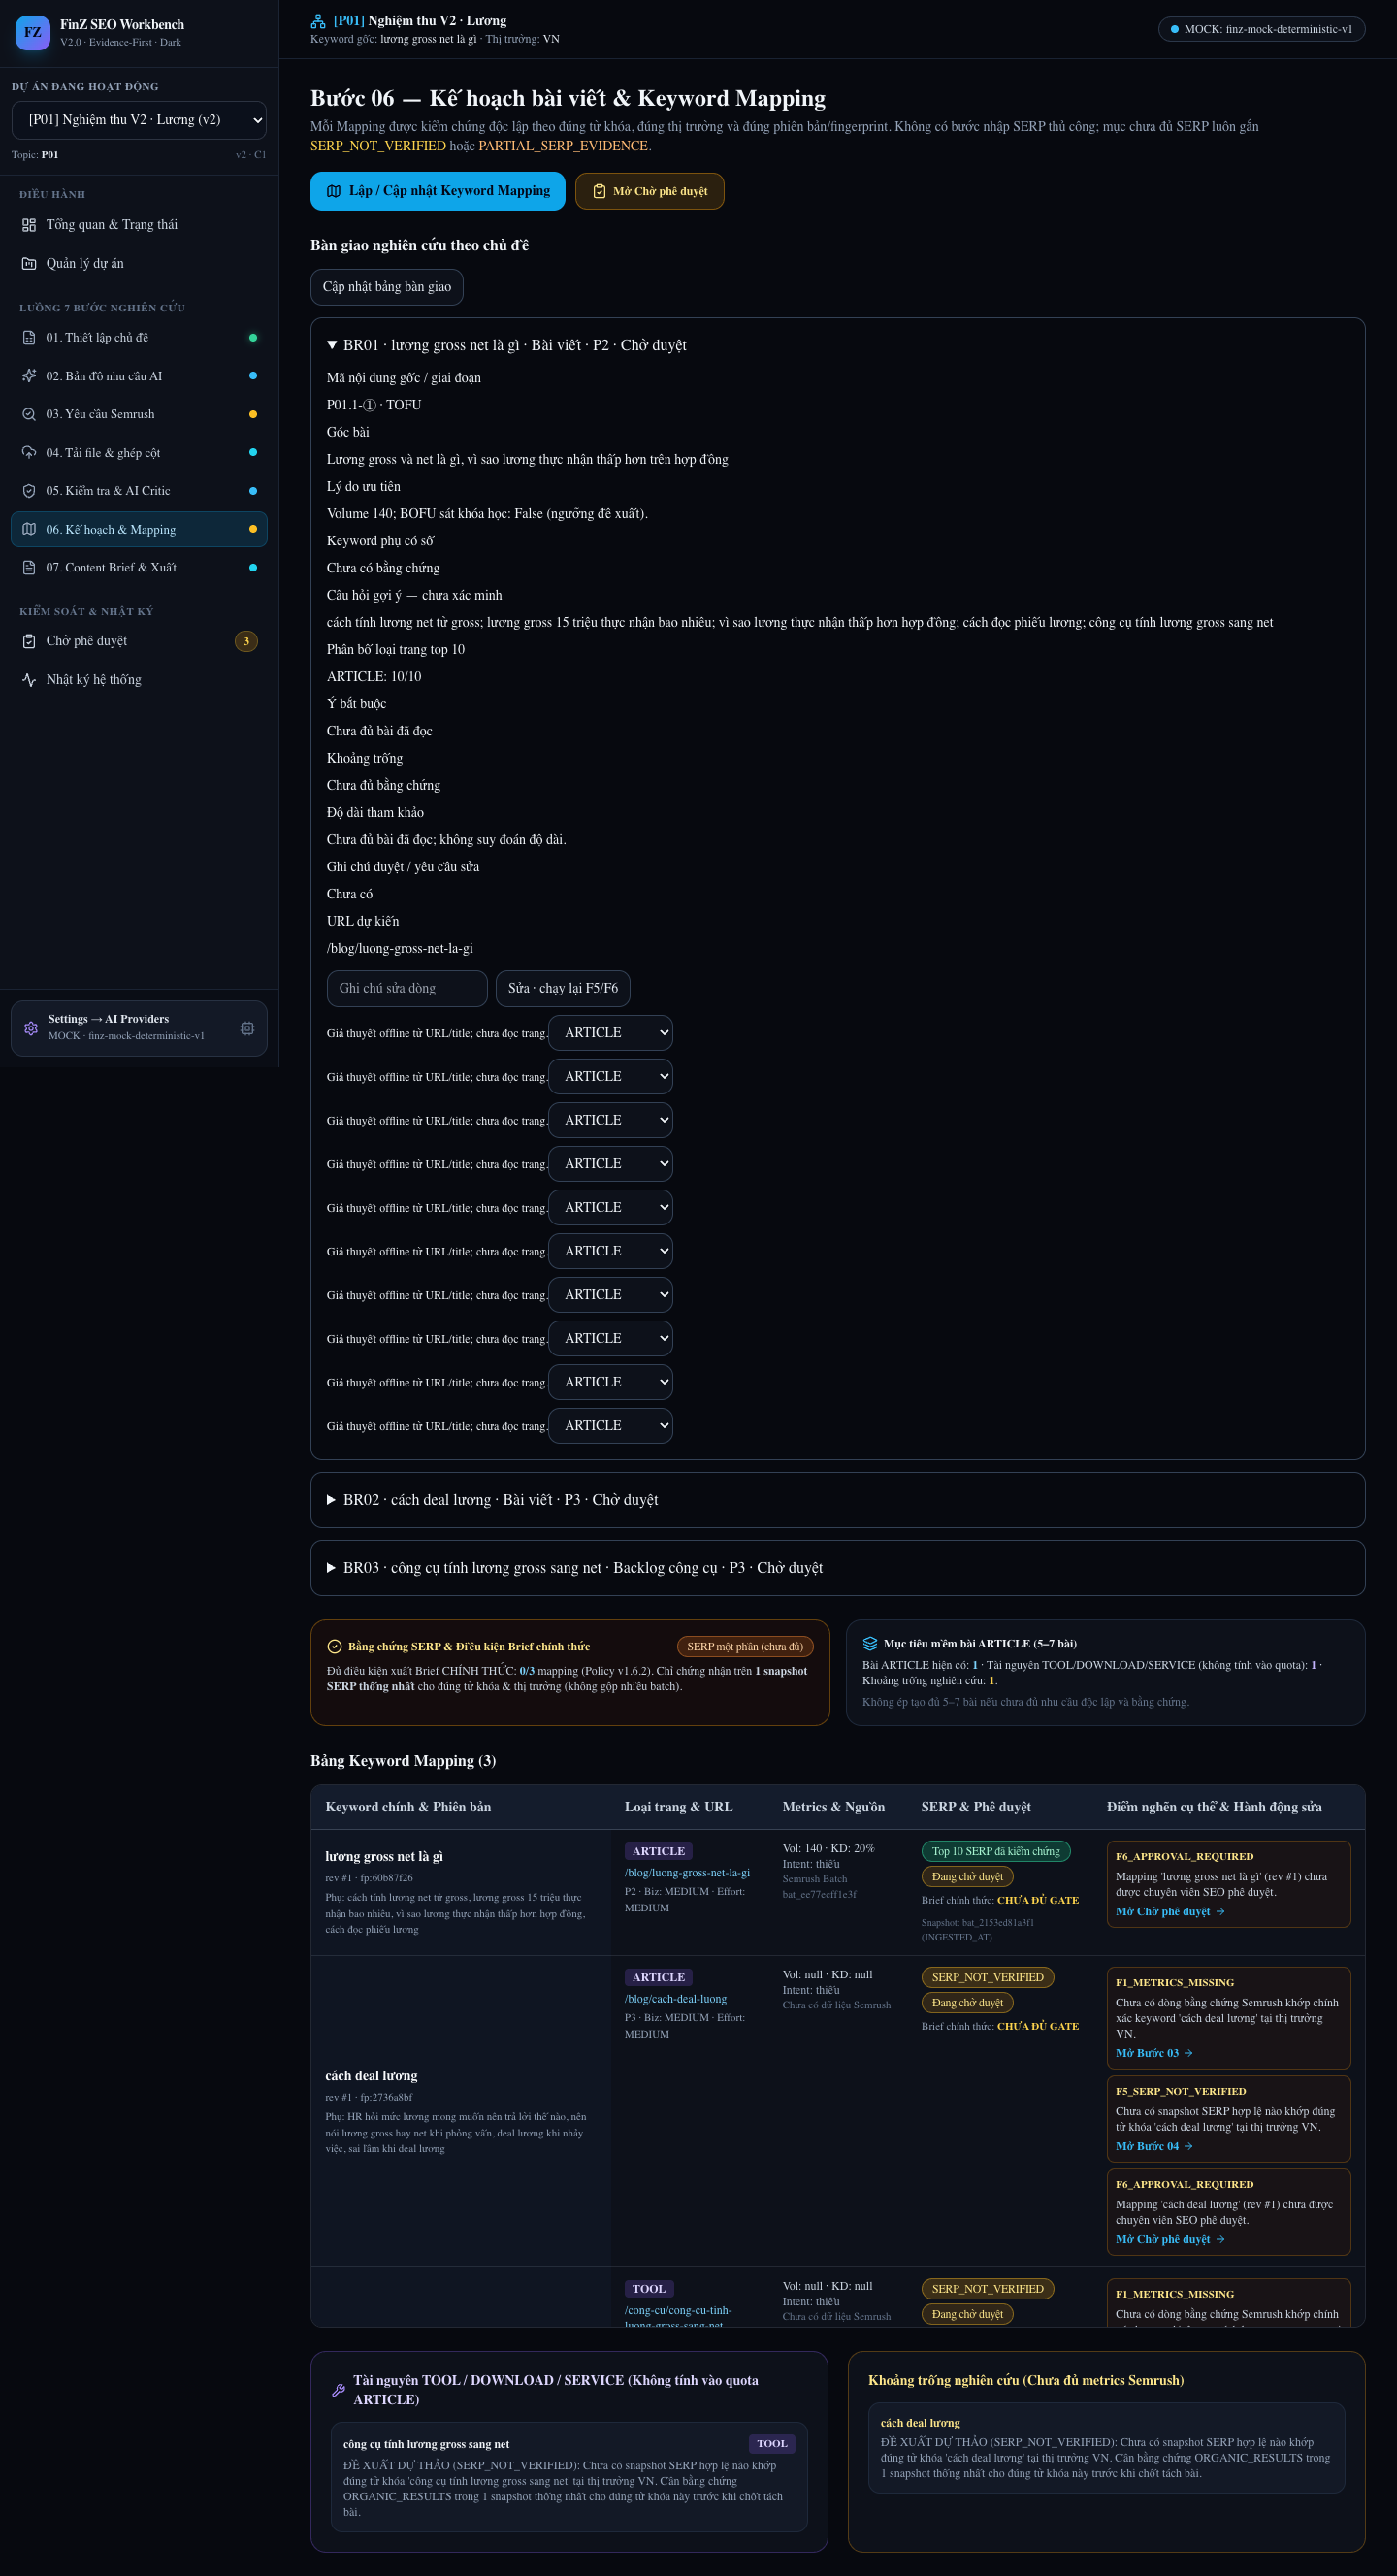 FZ
FinZ SEO Workbench
V2.0 · Evidence-First · Dark
DỰ ÁN ĐANG HOẠT ĐỘNG
[P01] Nghiệm thu V2 · Lương (v2)
Topic: P01
v2 · C1
ĐIỀU HÀNH
Tổng quan & Trạng thái
Quản lý dự án
LUỒNG 7 BƯỚC NGHIÊN CỨU
01. Thiết lập chủ đề
02. Bản đồ nhu cầu AI
03. Yêu cầu Semrush
04. Tải file & ghép cột
05. Kiểm tra & AI Critic
06. Kế hoạch & Mapping
07. Content Brief & Xuất
KIỂM SOÁT & NHẬT KÝ
Chờ phê duyệt
3
Nhật ký hệ thống
Settings → AI Providers
MOCK · finz-mock-deterministic-v1
[P01] Nghiệm thu V2 · Lương
Keyword gốc: lương gross net là gì · Thị trường: VN
MOCK: finz-mock-deterministic-v1
Bước 06 — Kế hoạch bài viết & Keyword Mapping
Mỗi Mapping được kiểm chứng độc lập theo đúng từ khóa, đúng thị trường và đúng phiên bản/fingerprint. Không có bước nhập SERP thủ công; mục chưa đủ SERP luôn gắn
SERP_NOT_VERIFIED hoặc PARTIAL_SERP_EVIDENCE.
Lập / Cập nhật Keyword Mapping
Mở Chờ phê duyệt
Bàn giao nghiên cứu theo chủ đề
Cập nhật bảng bàn giao
▼ BR01 · lương gross net là gì · Bài viết · P2 · Chờ duyệt
Mã nội dung gốc / giai đoạn
P01.1-① · TOFU
Góc bài
Lương gross và net là gì, vì sao lương thực nhận thấp hơn trên hợp đồng
Lý do ưu tiên
Volume 140; BOFU sát khóa học: False (ngưỡng đề xuất).
Keyword phụ có số
Chưa có bằng chứng
Câu hỏi gợi ý — chưa xác minh
cách tính lương net từ gross; lương gross 15 triệu thực nhận bao nhiêu; vì sao lương thực nhận thấp hơn hợp đồng; cách đọc phiếu lương; công cụ tính lương gross sang net
Phân bố loại trang top 10
ARTICLE: 10/10
Ý bắt buộc
Chưa đủ bài đã đọc
Khoảng trống
Chưa đủ bằng chứng
Độ dài tham khảo
Chưa đủ bài đã đọc; không suy đoán độ dài.
Ghi chú duyệt / yêu cầu sửa
Chưa có
URL dự kiến
/blog/luong-gross-net-la-gi
Ghi chú sửa dòng
Sửa · chạy lại F5/F6
Giả thuyết offline từ URL/title; chưa đọc trang. ARTICLE
Giả thuyết offline từ URL/title; chưa đọc trang. ARTICLE
Giả thuyết offline từ URL/title; chưa đọc trang. ARTICLE
Giả thuyết offline từ URL/title; chưa đọc trang. ARTICLE
Giả thuyết offline từ URL/title; chưa đọc trang. ARTICLE
Giả thuyết offline từ URL/title; chưa đọc trang. ARTICLE
Giả thuyết offline từ URL/title; chưa đọc trang. ARTICLE
Giả thuyết offline từ URL/title; chưa đọc trang. ARTICLE
Giả thuyết offline từ URL/title; chưa đọc trang. ARTICLE
Giả thuyết offline từ URL/title; chưa đọc trang. ARTICLE
▶ BR02 · cách deal lương · Bài viết · P3 · Chờ duyệt
▶ BR03 · công cụ tính lương gross sang net · Backlog công cụ · P3 · Chờ duyệt
Bằng chứng SERP & Điều kiện Brief chính thức
SERP một phần (chưa đủ)
Đủ điều kiện xuất Brief CHÍNH THỨC: 0/3 mapping (Policy v1.6.2). Chỉ chứng nhận trên 1 snapshot
SERP thống nhất cho đúng từ khóa & thị trường (không gộp nhiều batch).
Mục tiêu mềm bài ARTICLE (5–7 bài)
Bài ARTICLE hiện có: 1 · Tài nguyên TOOL/DOWNLOAD/SERVICE (không tính vào quota): 1 ·
Khoảng trống nghiên cứu: 1.
Không ép tạo đủ 5–7 bài nếu chưa đủ nhu cầu độc lập và bằng chứng.
Bảng Keyword Mapping (3)
Keyword chính & Phiên bản
Loại trang & URL
Metrics & Nguồn
SERP & Phê duyệt
Điểm nghẽn cụ thể & Hành động sửa
lương gross net là gì
rev #1 · fp:60b87f26
Phụ: cách tính lương net từ gross, lương gross 15 triệu thực
nhận bao nhiêu, vì sao lương thực nhận thấp hơn hợp đồng,
cách đọc phiếu lương
ARTICLE
/blog/luong-gross-net-la-gi
P2 · Biz: MEDIUM · Effort:
MEDIUM
Vol: 140 · KD: 20%
Intent: thiếu
Semrush Batch
bat_ee77ecff1e3f
Top 10 SERP đã kiểm chứng
Đang chờ duyệt
Brief chính thức: CHƯA ĐỦ GATE
Snapshot: bat_2153ed81a3f1
(INGESTED_AT)
F6_APPROVAL_REQUIRED
Mapping 'lương gross net là gì' (rev #1) chưa
được chuyên viên SEO phê duyệt.
Mở Chờ phê duyệt →
cách deal lương
rev #1 · fp:2736a8bf
Phụ: HR hỏi mức lương mong muốn nên trả lời thế nào, nên
nói lương gross hay net khi phỏng vấn, deal lương khi nhảy
việc, sai lầm khi deal lương
ARTICLE
/blog/cach-deal-luong
P3 · Biz: MEDIUM · Effort:
MEDIUM
Vol: null · KD: null
Intent: thiếu
Chưa có dữ liệu Semrush
SERP_NOT_VERIFIED
Đang chờ duyệt
Brief chính thức: CHƯA ĐỦ GATE
F1_METRICS_MISSING
Chưa có dòng bằng chứng Semrush khớp chính
xác keyword 'cách deal lương' tại thị trường
VN.
Mở Bước 03 →
F5_SERP_NOT_VERIFIED
Chưa có snapshot SERP hợp lệ nào khớp đúng
từ khóa 'cách deal lương' tại thị trường VN.
Mở Bước 04 →
F6_APPROVAL_REQUIRED
Mapping 'cách deal lương' (rev #1) chưa được
chuyên viên SEO phê duyệt.
Mở Chờ phê duyệt →
TOOL
/cong-cu/cong-cu-tinh-
luong-gross-sang-net
Vol: null · KD: null
Intent: thiếu
Chưa có dữ liệu Semrush
SERP_NOT_VERIFIED
Đang chờ duyệt
F1_METRICS_MISSING
Chưa có dòng bằng chứng Semrush khớp chính
Tài nguyên TOOL / DOWNLOAD / SERVICE (Không tính vào quota
ARTICLE)
công cụ tính lương gross sang net
TOOL
ĐỀ XUẤT DỰ THẢO (SERP_NOT_VERIFIED): Chưa có snapshot SERP hợp lệ nào khớp
đúng từ khóa 'công cụ tính lương gross sang net' tại thị trường VN. Cần bằng chứng
ORGANIC_RESULTS trong 1 snapshot thống nhất cho đúng từ khóa này trước khi chốt tách
bài.
Khoảng trống nghiên cứu (Chưa đủ metrics Semrush)
cách deal lương
ĐỀ XUẤT DỰ THẢO (SERP_NOT_VERIFIED): Chưa có snapshot SERP hợp lệ nào khớp
đúng từ khóa 'cách deal lương' tại thị trường VN. Cần bằng chứng ORGANIC_RESULTS trong
1 snapshot thống nhất cho đúng từ khóa này trước khi chốt tách bài.